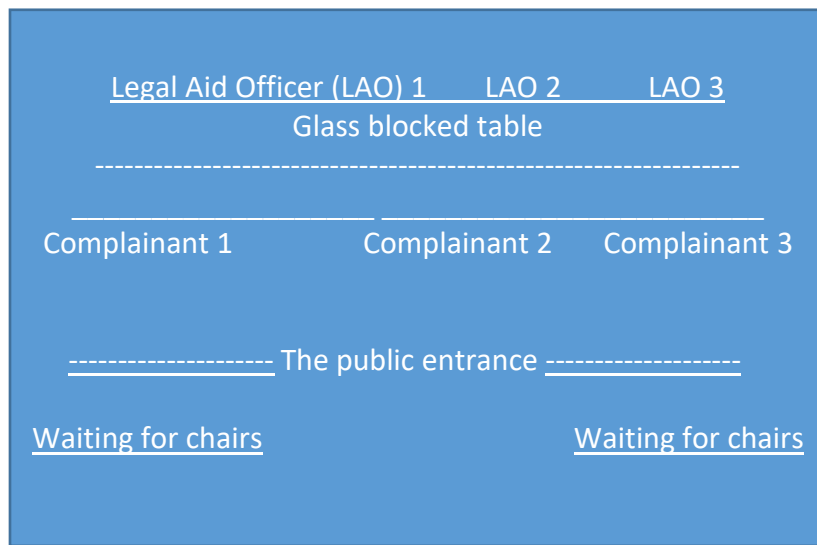 Legal Aid Officer (LAO) 1 LAO 2 LAO 3
Glass blocked table
Complainant 1 Complainant 2 Complainant 3
--------------------- The public entrance --------------------
Waiting for chairs Waiting for chairs